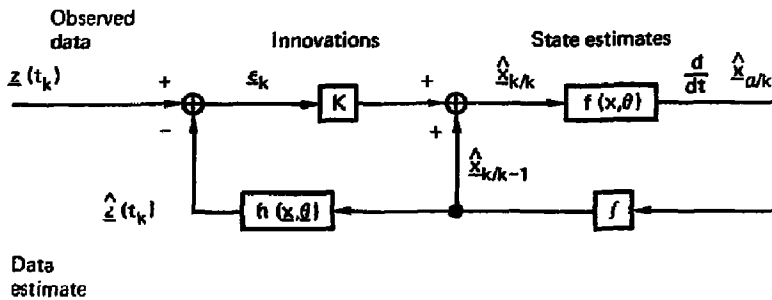 Observed
data
Innovations
State estimates
z(t_k)
+
−
ε_k
K
+
+
x̂_k/k
f(x,θ)
d/dt x̂_a/k
x̂_k/k−1
ẑ(t_k)
h(x,θ)
∫
Data
estimate